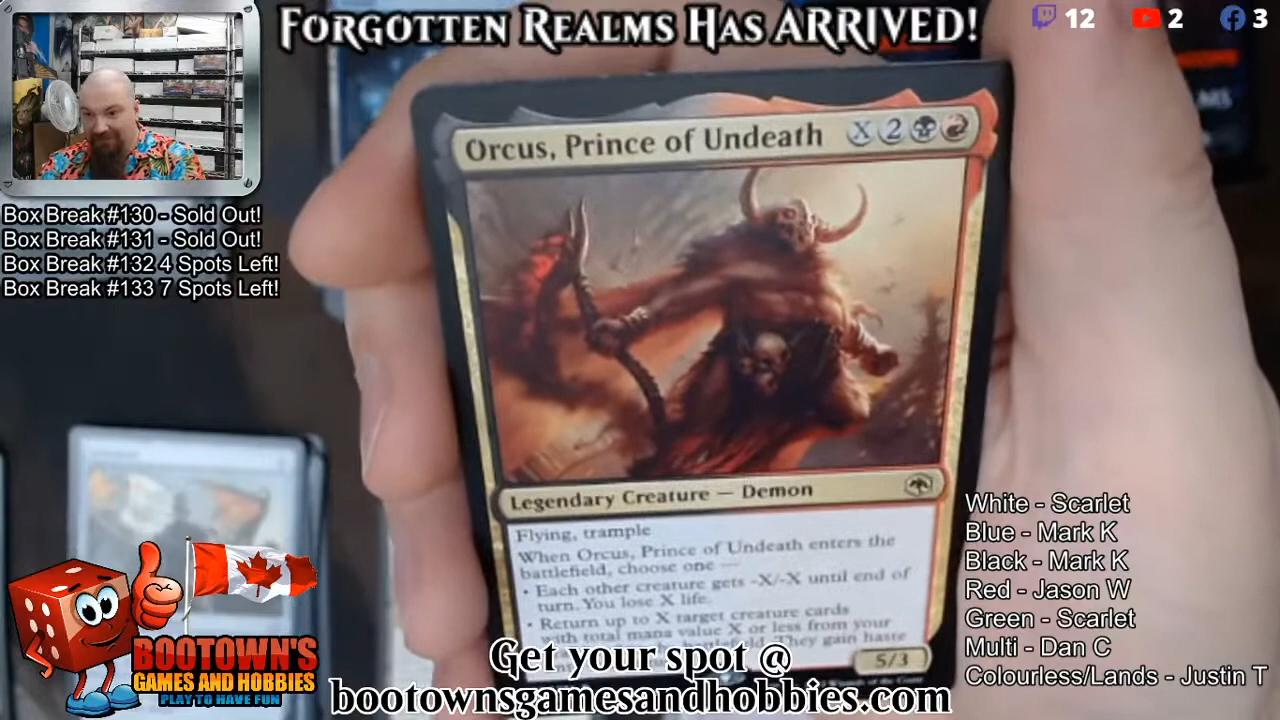 FORGOTTEN REALMS HAS ARRIVED!
12
2
3
Box Break #130 - Sold Out!
Box Break #131 - Sold Out!
Box Break #132 4 Spots Left!
Box Break #133 7 Spots Left!
Orcus, Prince of Undeath X 2
Legendary Creature — Demon
Flying, trample
When Orcus, Prince of Undeath enters the
battlefield, choose one —
• Each other creature gets -X/-X until end of
turn. You lose X life.
• Return up to X target creature cards
with total mana value X or less from your
They gain haste
5/3
White - Scarlet
Blue - Mark K
Black - Mark K
Red - Jason W
Green - Scarlet
Multi - Dan C
Colourless/Lands - Justin T
BOOTOWN'S
GAMES AND HOBBIES
PLAY TO HAVE FUN
Get your spot @
bootownsgamesandhobbies.com